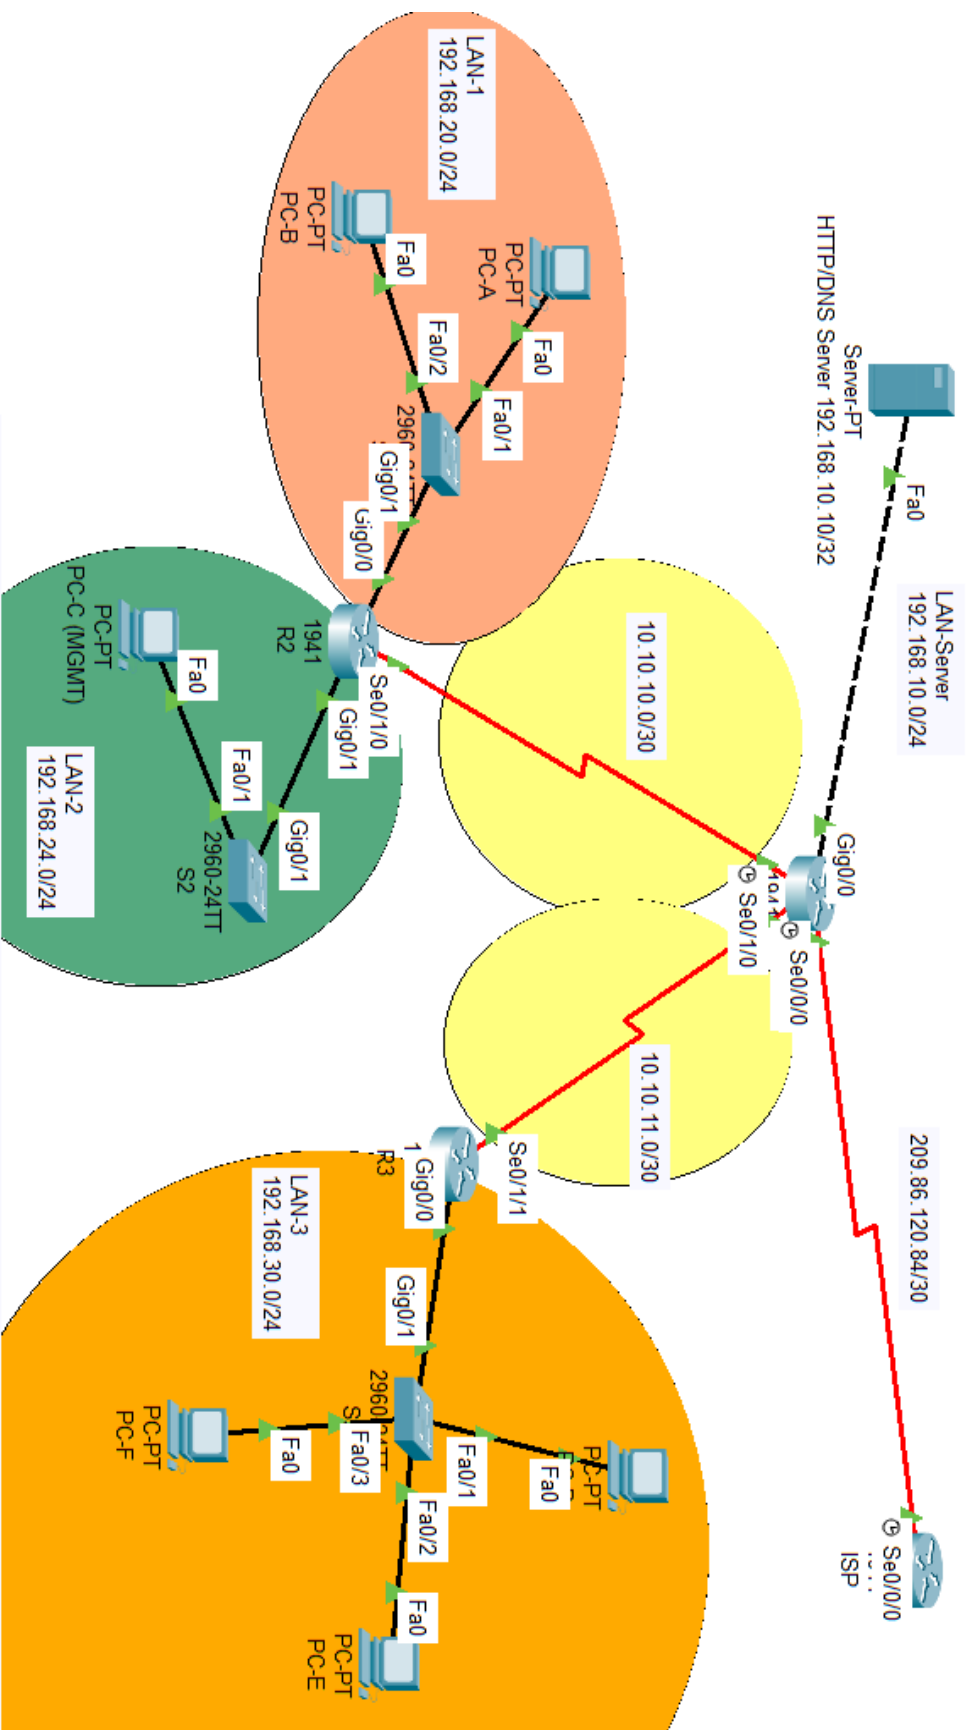 Server-PT
HTTP/DNS Server 192.168.10.10/32
Fa0
LAN-Server
192.168.10.0/24
Gig0/0
Se0/1/0
Se0/0/0
209.86.120.84/30
Se0/0/0
ISP
LAN-1
192.168.20.0/24
PC-PT
PC-A
Fa0
Fa0/1
PC-PT
PC-B
Fa0
Fa0/2
Gig0/1
Gig0/0
1941
R2
Se0/1/0
Gig0/1
10.10.10.0/30
10.10.11.0/30
PC-PT
PC-C (MGMT)
Fa0
Fa0/1
Gig0/1
2960-24TT
S2
LAN-2
192.168.24.0/24
Se0/1/1
R3
Gig0/0
LAN-3
192.168.30.0/24
Gig0/1
2960
Fa0/1
Fa0
PC-PT
Fa0/3
Fa0
PC-PT
PC-F
Fa0/2
Fa0
PC-PT
PC-E